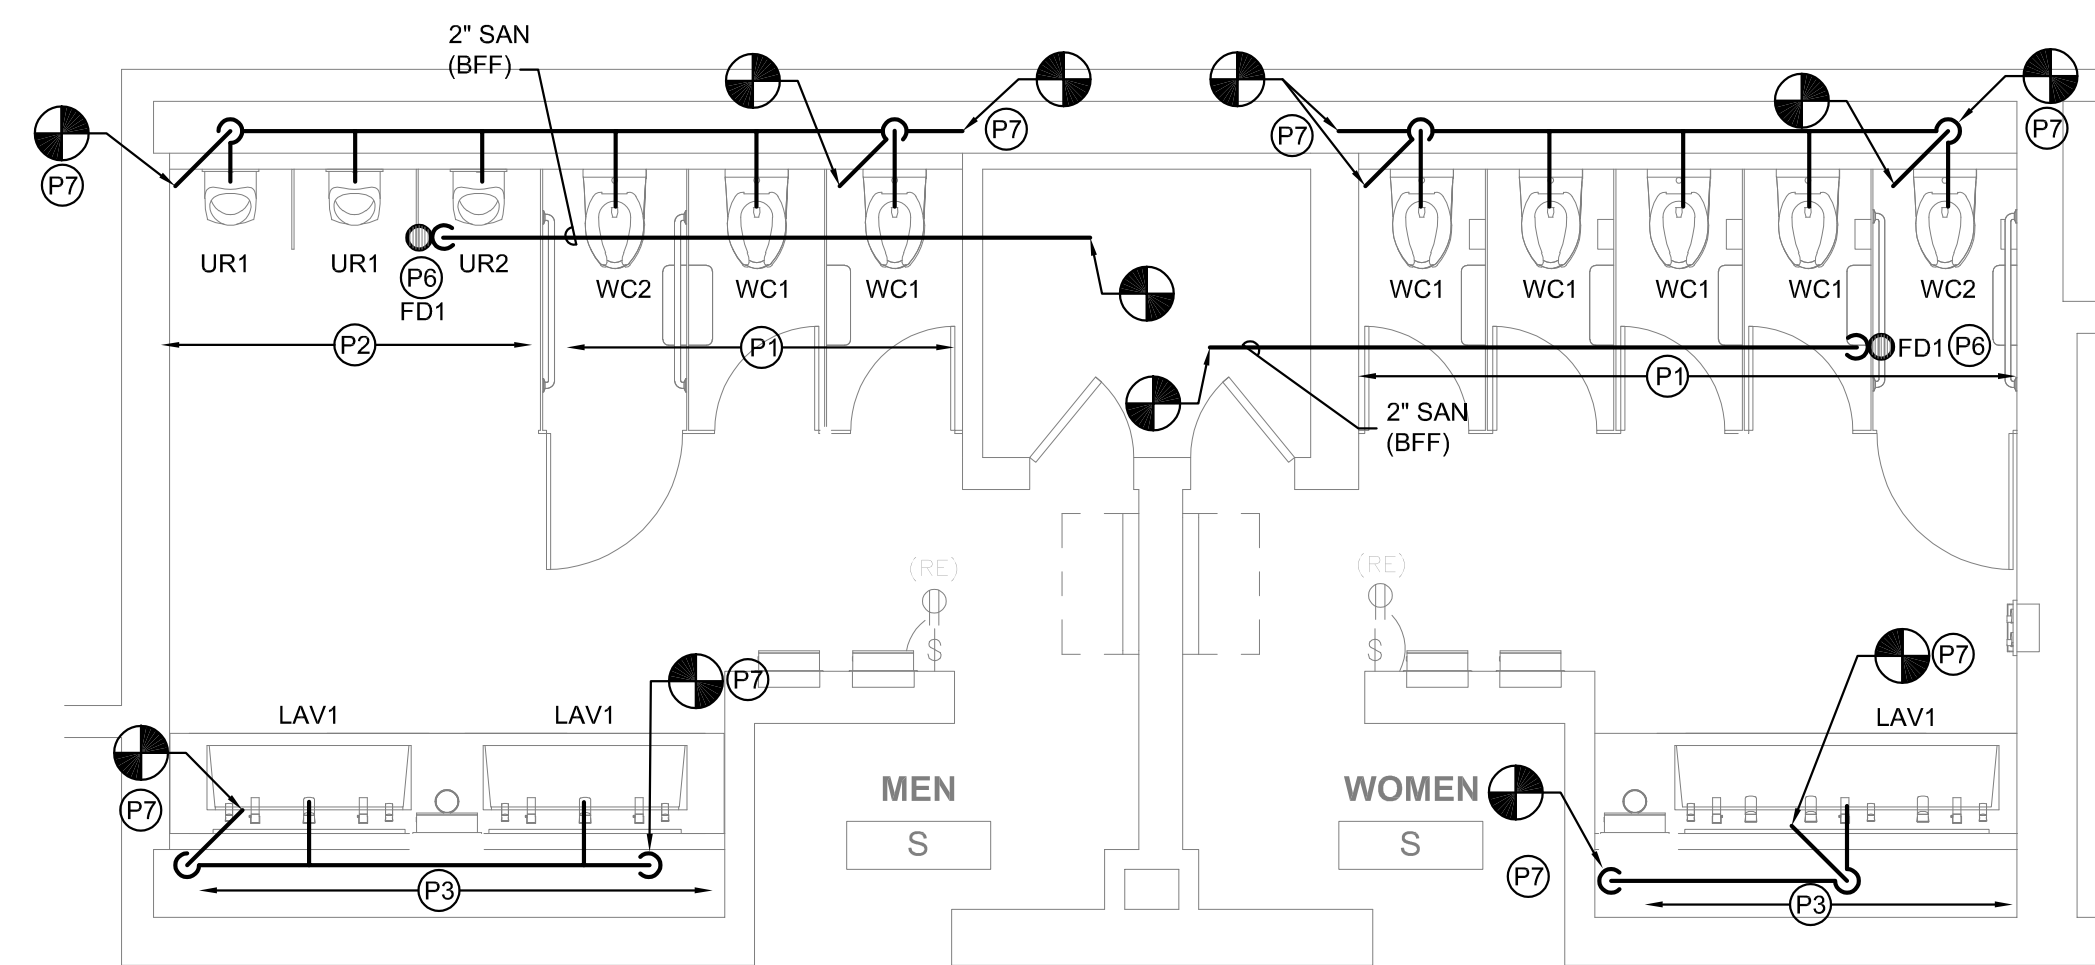 2" SAN
(BFF)
P7
P7
P7
P7
UR1
UR1
UR2
P6
FD1
WC2
WC1
WC1
WC1
WC1
WC1
WC1
WC2
P2
P1
FD1
P6
P1
2" SAN
(BFF)
(RE)
(RE)
S
S
P7
P7
LAV1
LAV1
LAV1
P7
MEN
WOMEN
S
S
P7
P3
P3